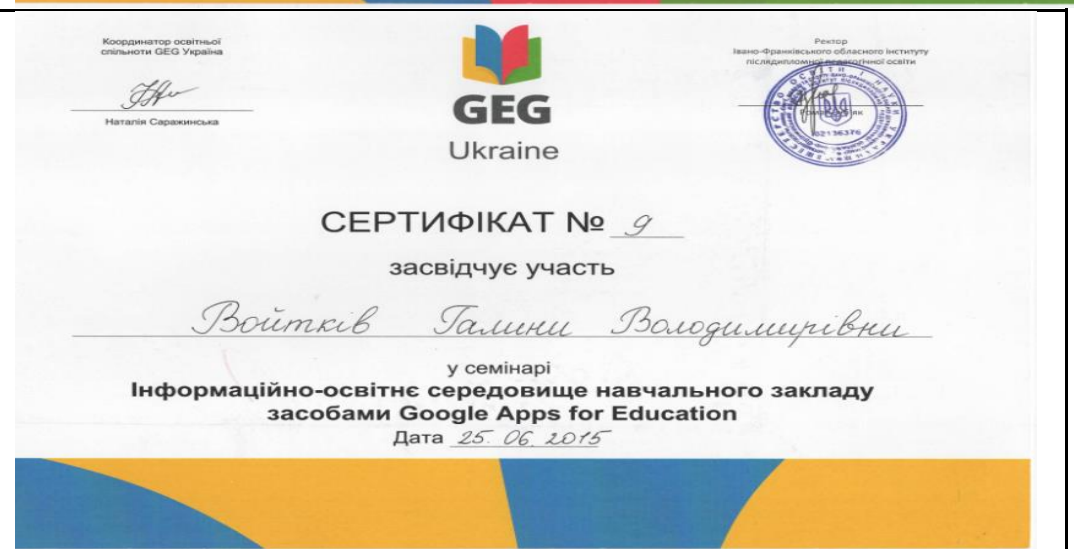 Координатор освітньої
спільноти GEG Україна
Наталія Саражинська
GEG
Ukraine
Ректор
Івано-Франківського обласного інституту
післядипломної педагогічної освіти
02136376
СЕРТИФІКАТ № 9
засвідчує участь
Войтків Галини Володимирівни
у семінарі
Інформаційно-освітнє середовище навчального закладу
засобами Google Apps for Education
Дата 25. 06. 2015